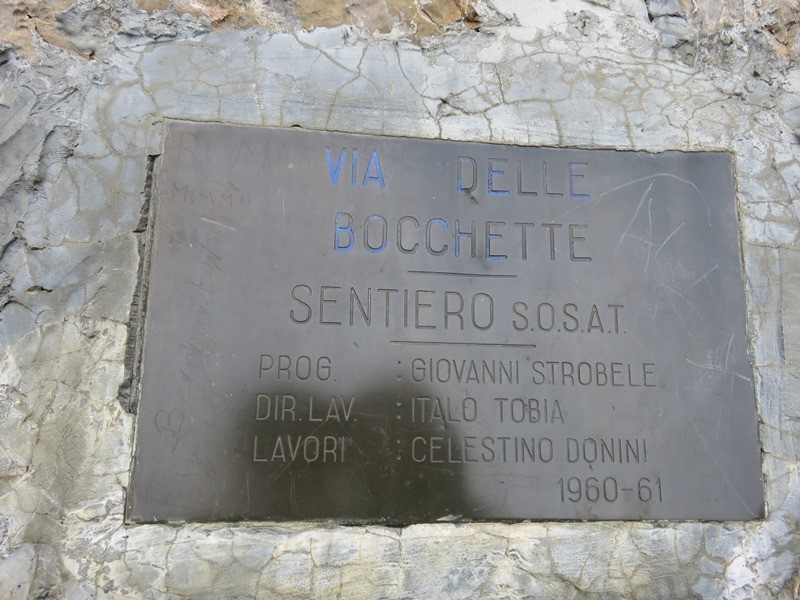 VIA DELLE
BOCCHETTE
SENTIERO S.O.S.A.T.
PROG. : GIOVANNI STROBELE
DIR. LAV. : ITALO TOBIA
LAVORI : CELESTINO DONINI
1960-61